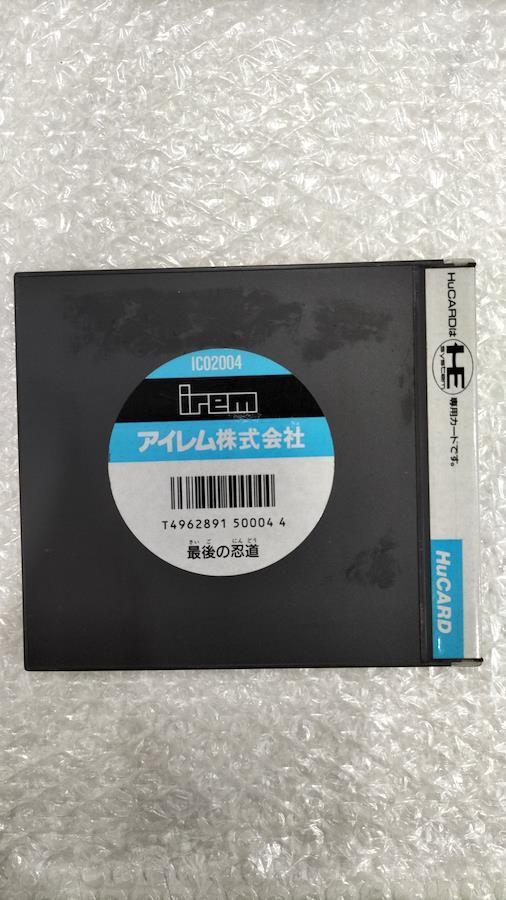 IC02004
irem
アイレム株式会社
T4962891 50004 4
さいご にんどう
最後の忍道
HuCARDは HE system 専用カードです。
HuCARD